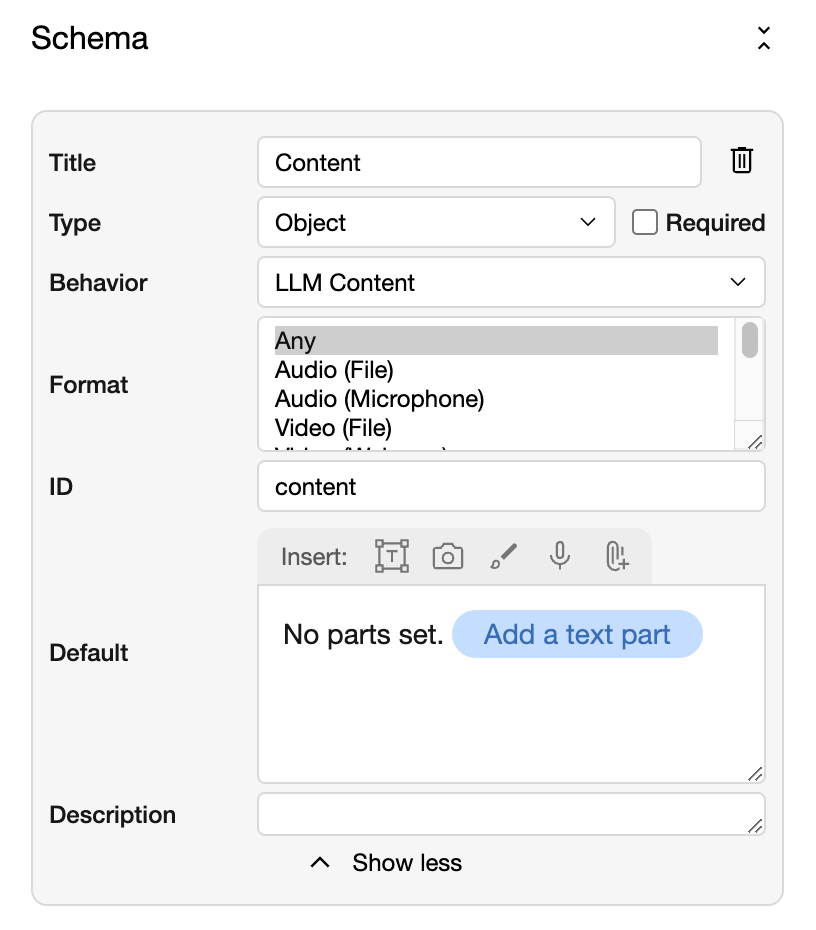 Schema
Title
Content
Type
Object
Required
Behavior
LLM Content
Format
Any
Audio (File)
Audio (Microphone)
Video (File)
ID
content
Insert:
Default
No parts set. Add a text part
Description
Show less